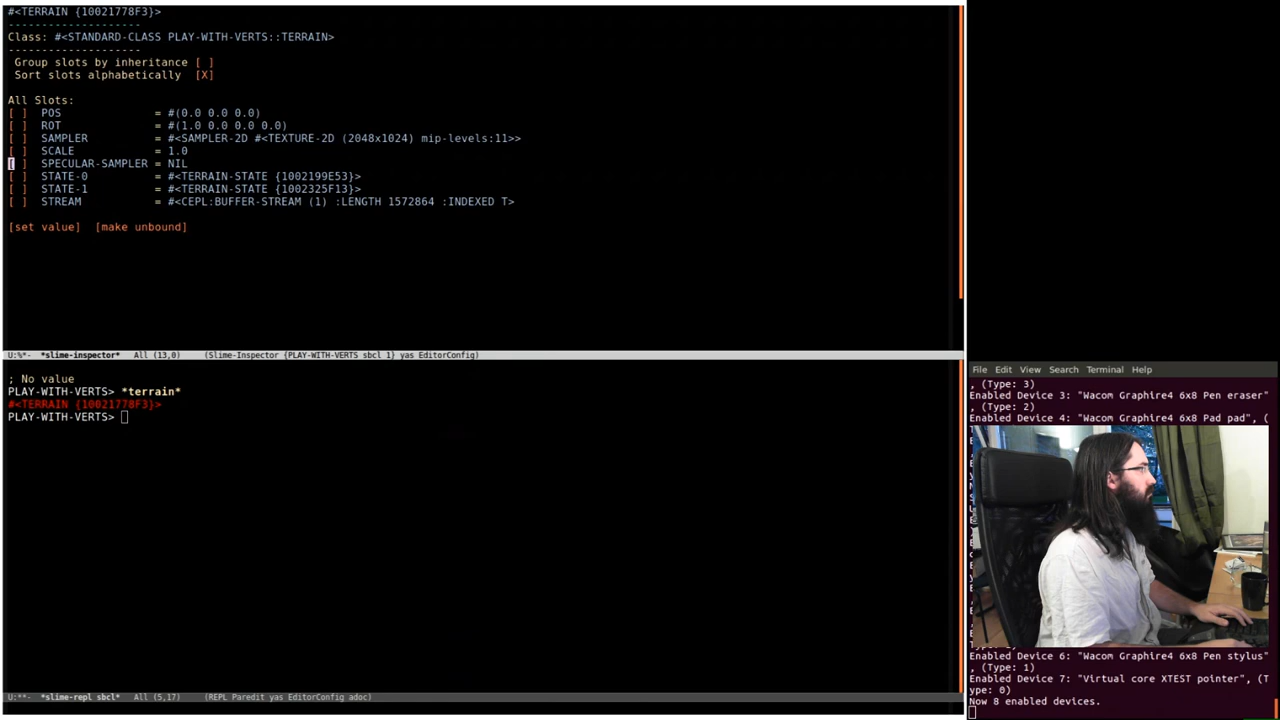 #<TERRAIN {10021778F3}>
--------------------
Class: #<STANDARD-CLASS PLAY-WITH-VERTS::TERRAIN>
--------------------
Group slots by inheritance [ ]
Sort slots alphabetically  [X]
All Slots:
[ ]  POS              = #(0.0 0.0 0.0)
[ ]  ROT              = #(1.0 0.0 0.0 0.0)
[ ]  SAMPLER          = #<SAMPLER-2D #<TEXTURE-2D (2048x1024) mip-levels:11>>
[ ]  SCALE            = 1.0
[ ]  SPECULAR-SAMPLER = NIL
[ ]  STATE-0          = #<TERRAIN-STATE {1002199E53}>
[ ]  STATE-1          = #<TERRAIN-STATE {1002325F13}>
[ ]  STREAM           = #<CEPL:BUFFER-STREAM (1) :LENGTH 1572864 :INDEXED T>
[set value]  [make unbound]
U:%*-  *slime-inspector*   All (13,0)    (Slime-Inspector {PLAY-WITH-VERTS sbcl 1} yas EditorConfig)
; No value
PLAY-WITH-VERTS> *terrain*
#<TERRAIN {10021778F3}>
PLAY-WITH-VERTS>
U:**-  *slime-repl sbcl*   All (5,17)    (REPL Paredit yas EditorConfig adoc)
File  Edit  View  Search  Terminal  Help
, (Type: 3)
Enabled Device 3: "Wacom Graphire4 6x8 Pen eraser"
, (Type: 2)
Enabled Device 4: "Wacom Graphire4 6x8 Pad pad", (
Enabled Device 6: "Wacom Graphire4 6x8 Pen stylus"
, (Type: 1)
Enabled Device 7: "Virtual core XTEST pointer", (T
ype: 0)
Now 8 enabled devices.